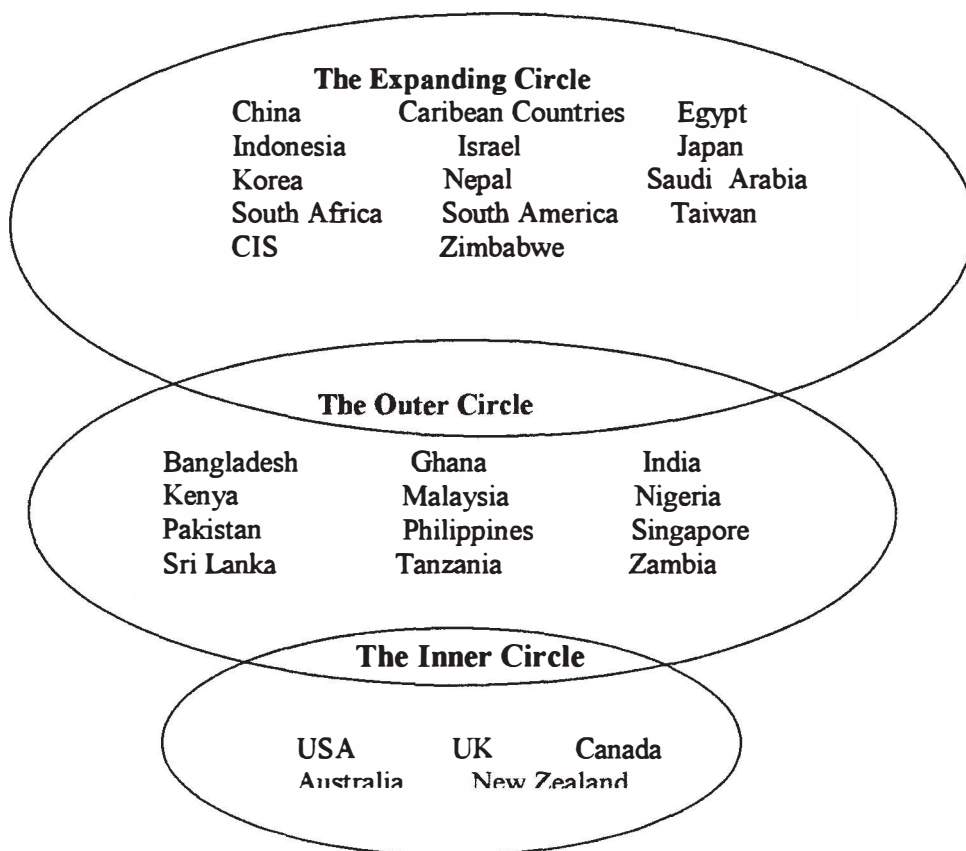 The Expanding Circle
China Caribean Countries Egypt
Indonesia Israel Japan
Korea Nepal Saudi Arabia
South Africa South America Taiwan
CIS Zimbabwe
The Outer Circle
Bangladesh Ghana India
Kenya Malaysia Nigeria
Pakistan Philippines Singapore
Sri Lanka Tanzania Zambia
The Inner Circle
USA UK Canada
Australia New Zealand